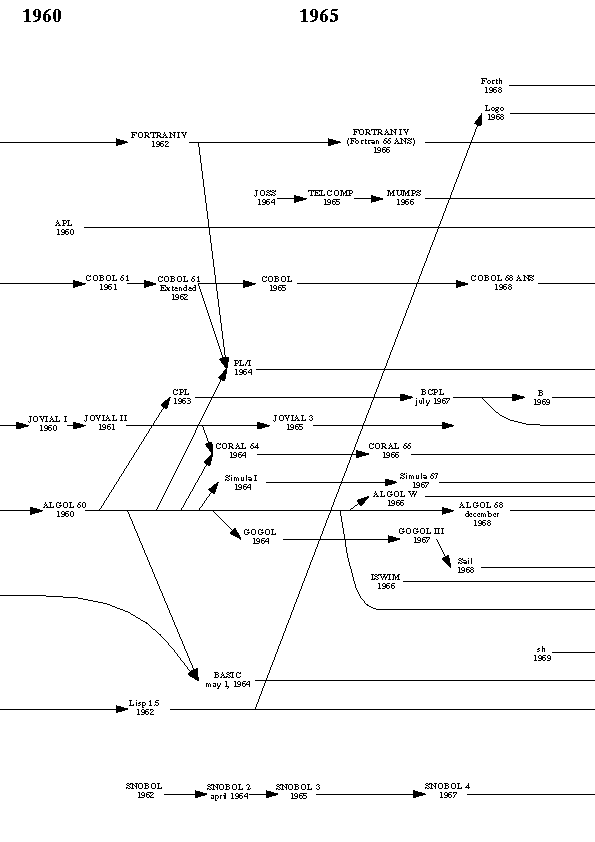 1960 1965
Forth
1968
Logo
1968
FORTRAN IV
1962
FORTRAN IV
(Fortran 66 ANS)
1966
JOSS
1964
TELCOMP
1965
MUMPS
1966
APL
1960
COBOL 61
1961
COBOL 61
Extended
1962
COBOL
1965
COBOL 68 ANS
1968
PL/I
1964
CPL
1963
BCPL
july 1967
B
1969
JOVIAL I
1960
JOVIAL II
1961
JOVIAL 3
1965
CORAL 64
1964
CORAL 66
1966
Simula I
1964
Simula 67
1967
ALGOL W
1966
ALGOL 60
1960
ALGOL 68
december
1968
GOGOL
1964
GOGOL III
1967
Sail
1968
ISWIM
1966
sh
1969
BASIC
may 1, 1964
Lisp 1.5
1962
SNOBOL
1962
SNOBOL 2
april 1964
SNOBOL 3
1965
SNOBOL 4
1967